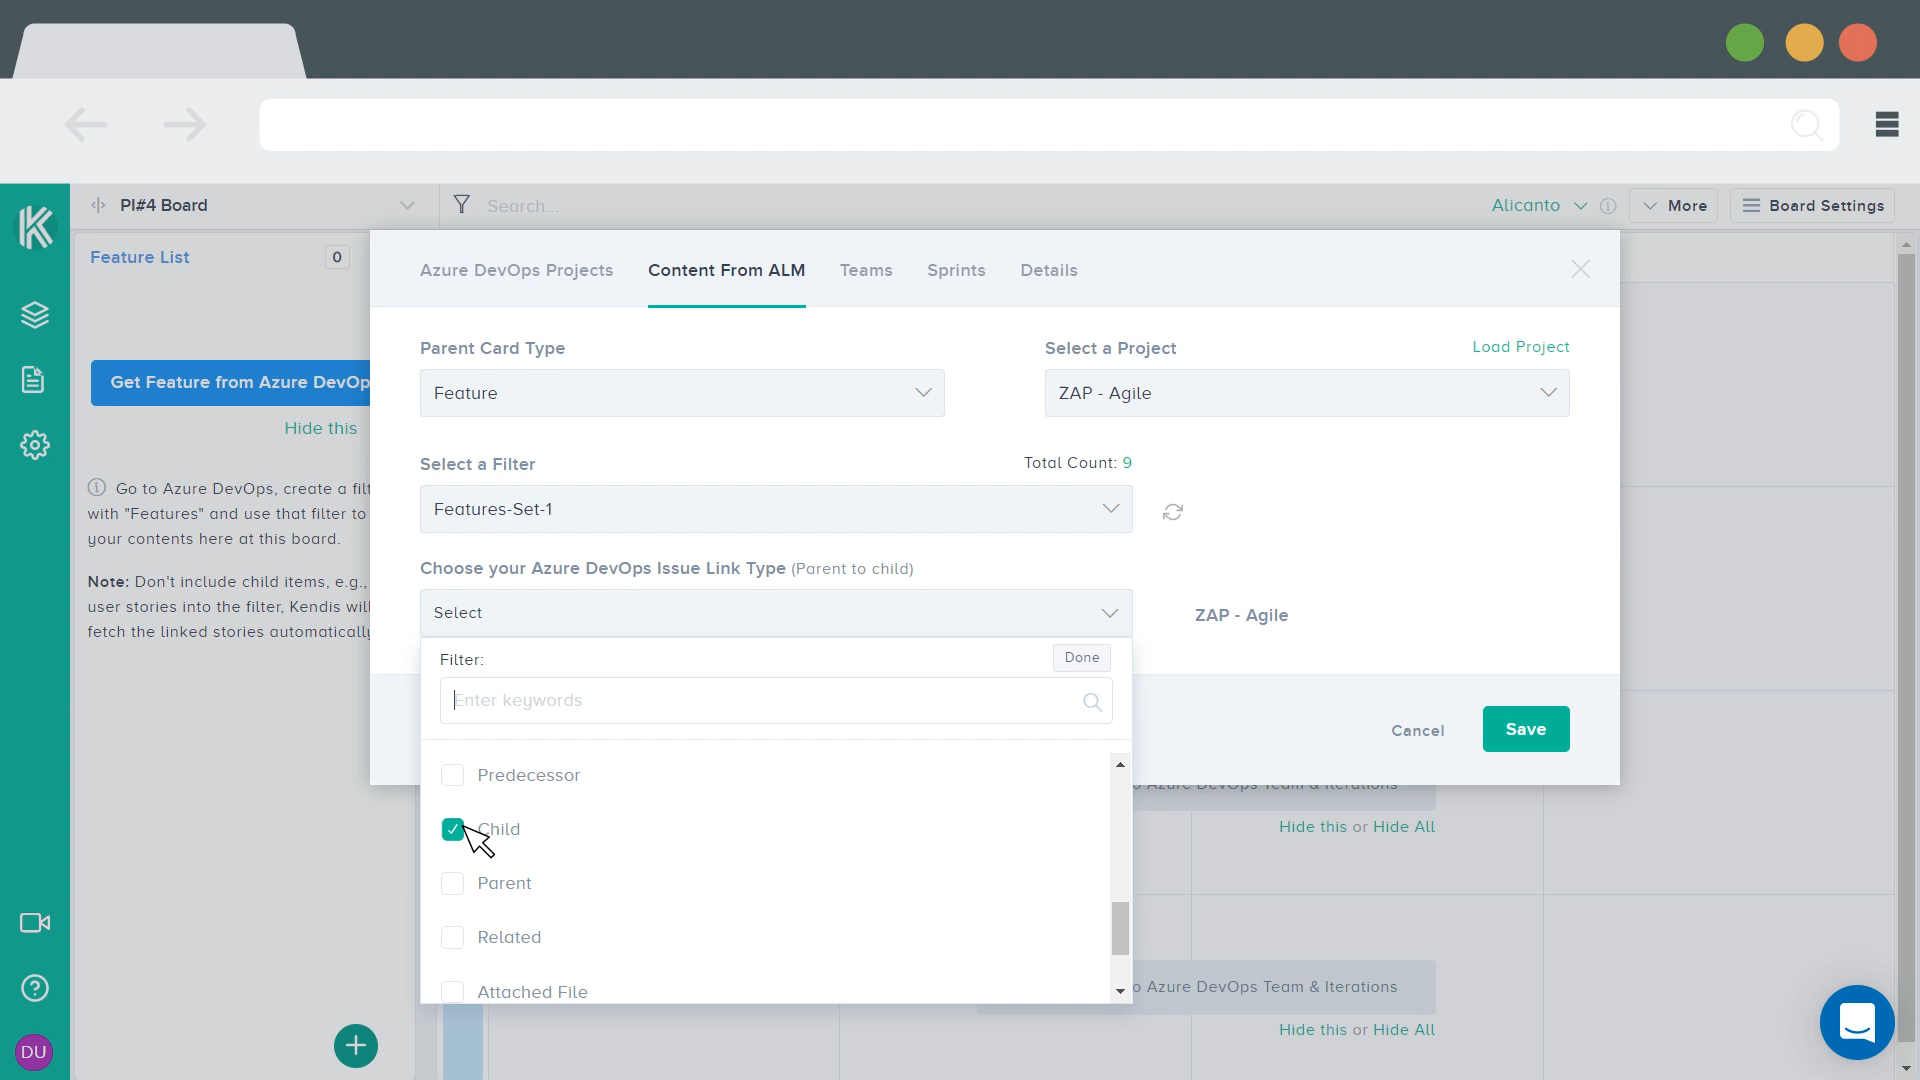 PI#4 Board
Search...
Alicanto
More
Board Settings
Feature List
0
Azure DevOps Projects
Content From ALM
Teams
Sprints
Details
Parent Card Type
Select a Project
Load Project
Get Feature from Azure DevOp
Feature
ZAP - Agile
Hide this
Select a Filter
Total Count: 9
Go to Azure DevOps, create a filt
with "Features" and use that filter to
your contents here at this board.
Features-Set-1
Note: Don't include child items, e.g.,
user stories into the filter, Kendis will
fetch the linked stories automatically
Choose your Azure DevOps Issue Link Type (Parent to child)
Select
ZAP - Agile
Filter:
Done
Enter keywords
Cancel
Save
Predecessor
Child
Parent
Related
Attached File
o Azure DevOps Team & Iterations
Hide this or Hide All
o Azure DevOps Team & Iterations
Hide this or Hide All
DU